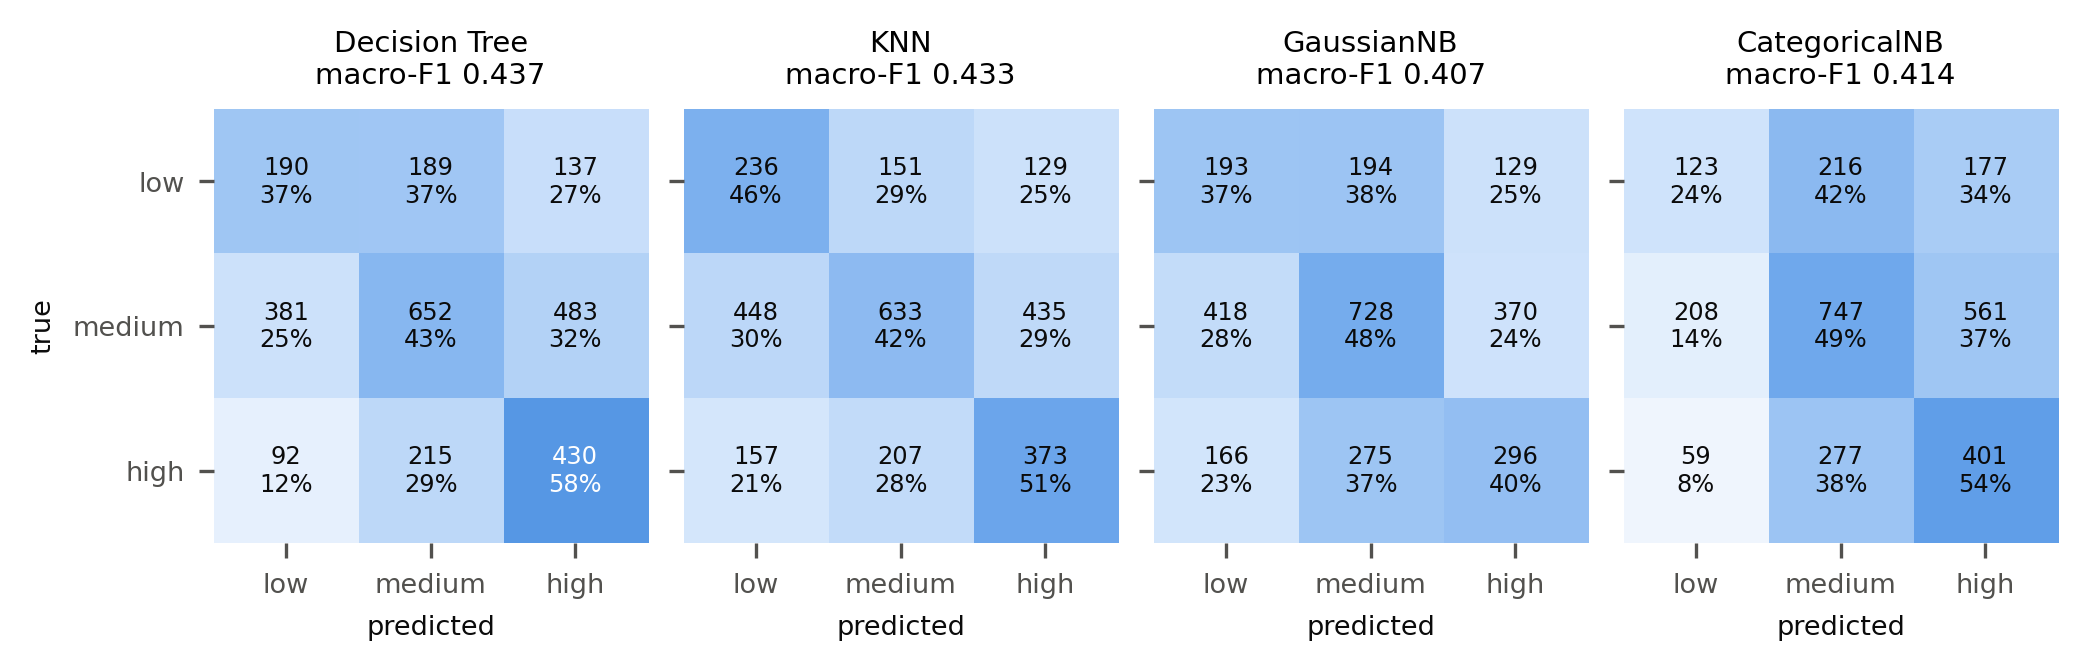 Decision Tree
macro-F1 0.437
KNN
macro-F1 0.433
GaussianNB
macro-F1 0.407
CategoricalNB
macro-F1 0.414
true
low
medium
high
190
37%
189
37%
137
27%
381
25%
652
43%
483
32%
92
12%
215
29%
430
58%
low
medium
high
predicted
236
46%
151
29%
129
25%
448
30%
633
42%
435
29%
157
21%
207
28%
373
51%
low
medium
high
predicted
193
37%
194
38%
129
25%
418
28%
728
48%
370
24%
166
23%
275
37%
296
40%
low
medium
high
predicted
123
24%
216
42%
177
34%
208
14%
747
49%
561
37%
59
8%
277
38%
401
54%
low
medium
high
predicted